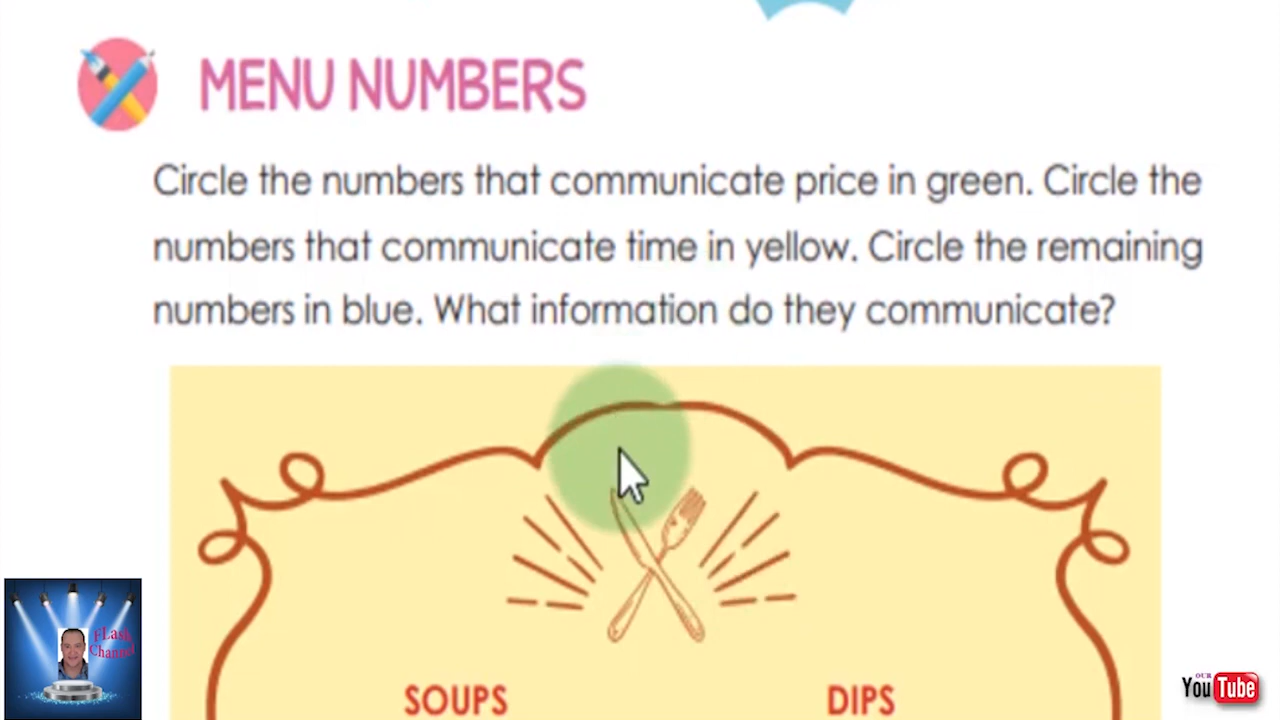 MENU NUMBERS
Circle the numbers that communicate price in green. Circle the
numbers that communicate time in yellow. Circle the remaining
numbers in blue. What information do they communicate?
SOUPS DIPS
FLash
Channel
OUR
YouTube